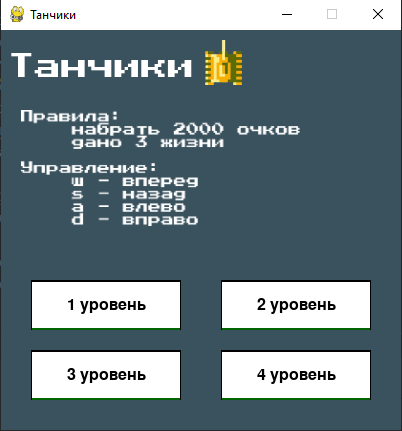 Танчики
Танчики
Правила:
набрать 2000 очков
дано 3 жизни
Управление:
w - вперед
s - назад
a - влево
d - вправо
1 уровень
2 уровень
3 уровень
4 уровень